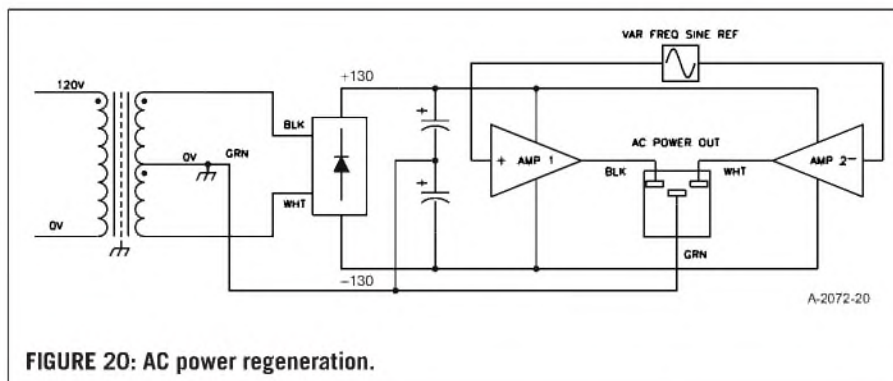 VAR FREQ SINE REF
120V
+130
BLK
+
0V
GRN
AC POWER OUT
+ AMP 1
AMP 2-
BLK
WHT
WHT
+
0V
GRN
-130
A-2072-20
FIGURE 20: AC power regeneration.